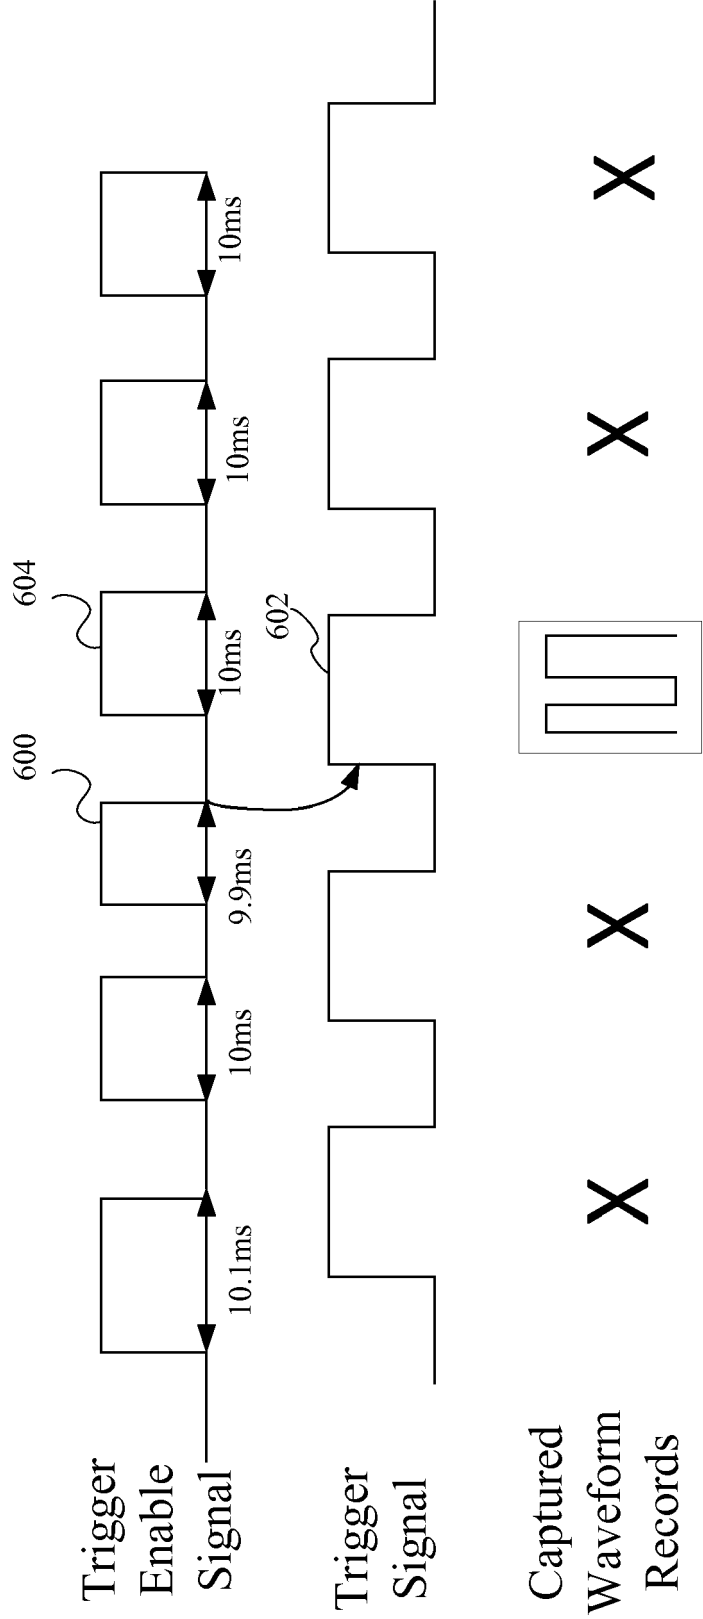 600
604
Trigger
Enable
Signal
10.1ms
10ms
9.9ms
10ms
10ms
10ms
602
Trigger
Signal
Captured
Waveform
Records
X
X
X
X